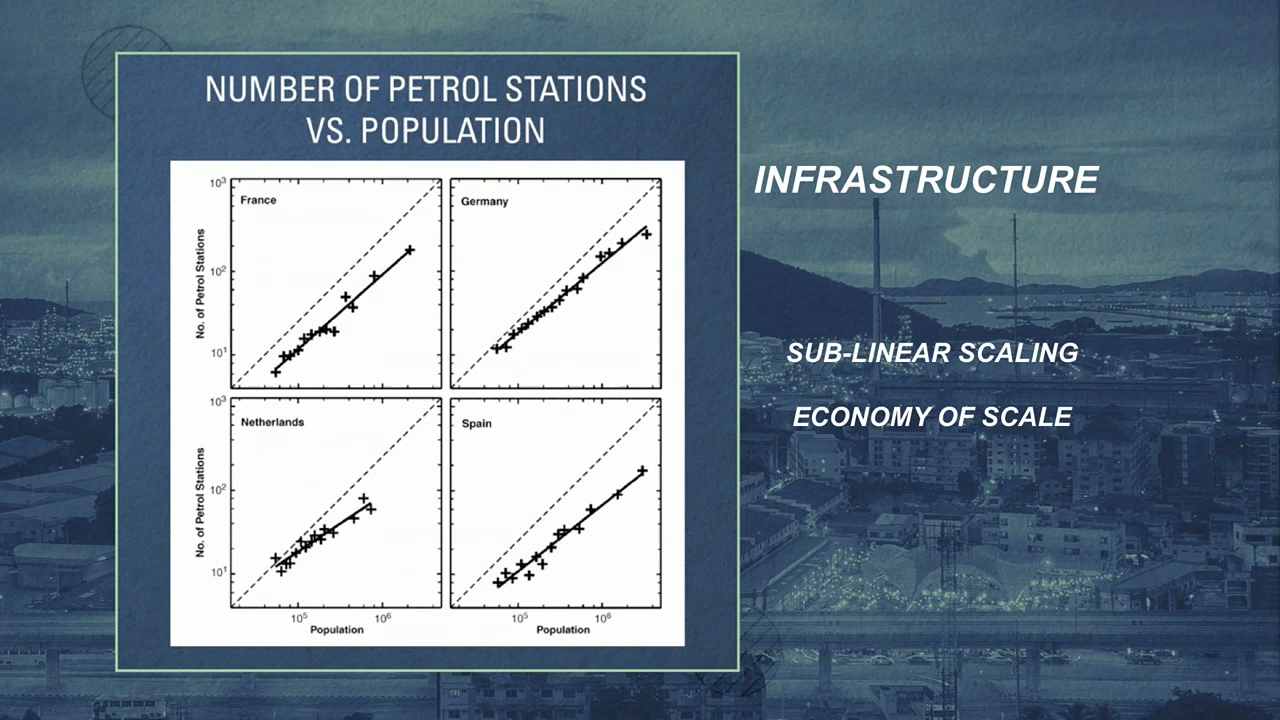 NUMBER OF PETROL STATIONS
VS. POPULATION
INFRASTRUCTURE
SUB-LINEAR SCALING
ECONOMY OF SCALE
France
Germany
10³
10²
10¹
No. of Petrol Stations
Netherlands
Spain
10³
10²
10¹
No. of Petrol Stations
10⁵
10⁶
10⁵
10⁶
Population
Population